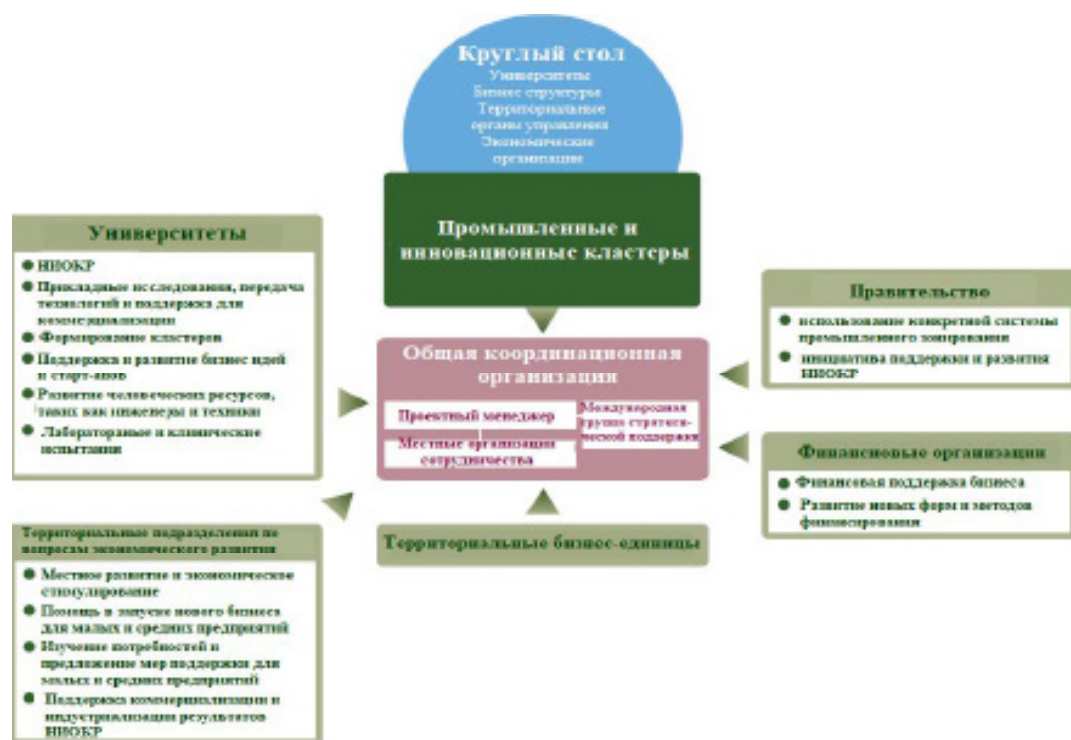 Круглый стол
Университеты
Бизнес структуры
Территориальные
органы управления
Экономические
организации
Промышленные и
инновационные кластеры
Университеты
НИОКР
Прикладные исследования, передача
технологий и поддержка для
коммерциализации
Формирование кластеров
Поддержка и развитие бизнес идей
и старт-апов
Развитие человеческих ресурсов,
таких как инженеры и техники
Лабораторные и клинические
испытания
Общая координационная
организация
Проектный менеджер
Местные организации
сотрудничества
Международная
группа стратеги-
ческой поддержки
Правительство
использование конкретной системы
промышленного зонирования
инициатива поддержки и развития
НИОКР
Финансовые организации
Финансовая поддержка бизнеса
Развитие новых форм и методов
финансирования
Территориальные подразделения по
вопросам экономического развития
Местное развитие и экономическое
стимулирование
Помощь в запуске нового бизнеса
для малых и средних предприятий
Изучение потребностей и
предложение мер поддержки для
малых и средних предприятий
Поддержка коммерциализации и
индустриализации результатов
НИОКР
Территориальные бизнес-единицы